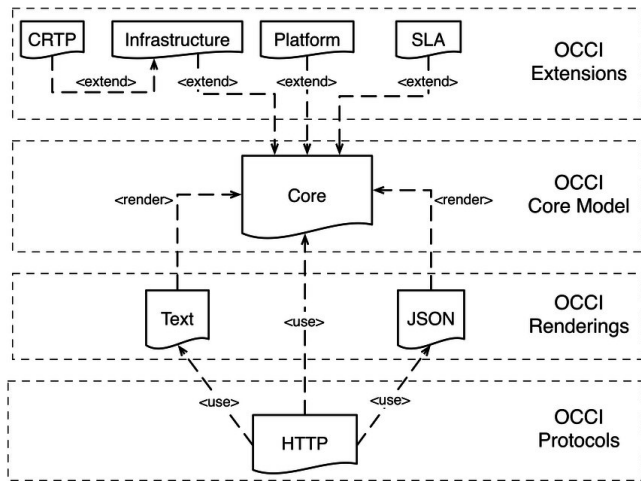 CRTP
Infrastructure
Platform
SLA
OCCI
Extensions
<extend>
<extend>
<extend>
<extend>
Core
OCCI
Core Model
<render>
<render>
Text
<use>
JSON
OCCI
Renderings
<use>
<use>
HTTP
OCCI
Protocols